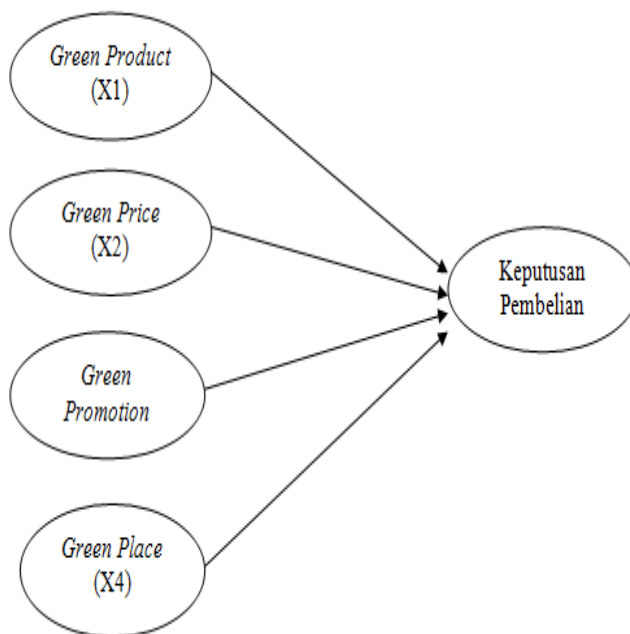 Green Product
(X1)
Green Price
(X2)
Keputusan
Pembelian
Green
Promotion
Green Place
(X4)